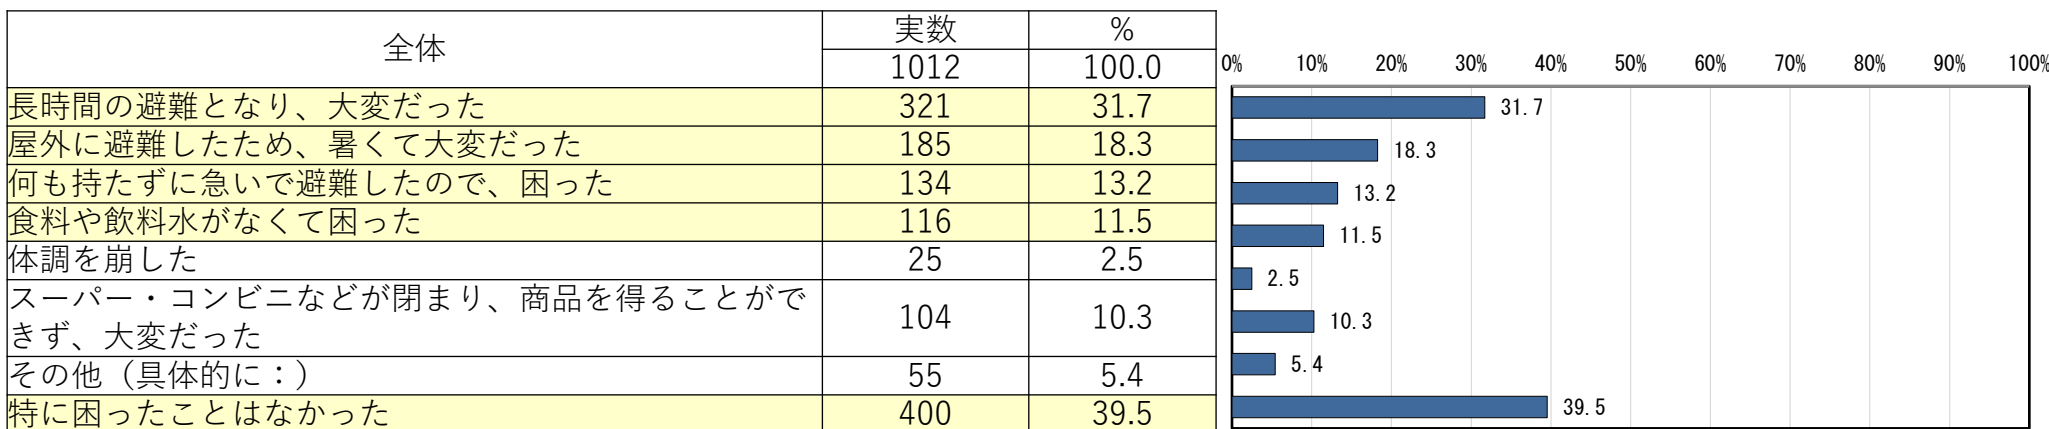 全体 実数 %
1012 100.0
0% 10% 20% 30% 40% 50% 60% 70% 80% 90% 100%
長時間の避難となり、大変だった 321 31.7 31.7
屋外に避難したため、暑くて大変だった 185 18.3 18.3
何も持たずに急いで避難したので、困った 134 13.2 13.2
食料や飲料水がなくて困った 116 11.5 11.5
体調を崩した 25 2.5 2.5
スーパー・コンビニなどが閉まり、商品を得ることがで
きず、大変だった 104 10.3 10.3
その他（具体的に：） 55 5.4 5.4
特に困ったことはなかった 400 39.5 39.5